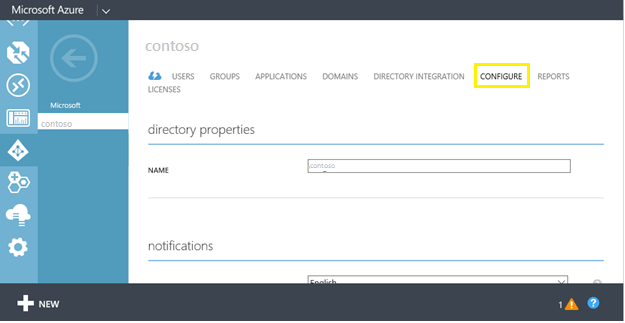 Microsoft Azure
contoso
USERS GROUPS APPLICATIONS DOMAINS DIRECTORY INTEGRATION CONFIGURE REPORTS
LICENSES
Microsoft
contoso
directory properties
NAME contoso
notifications
English
NEW 1 ?